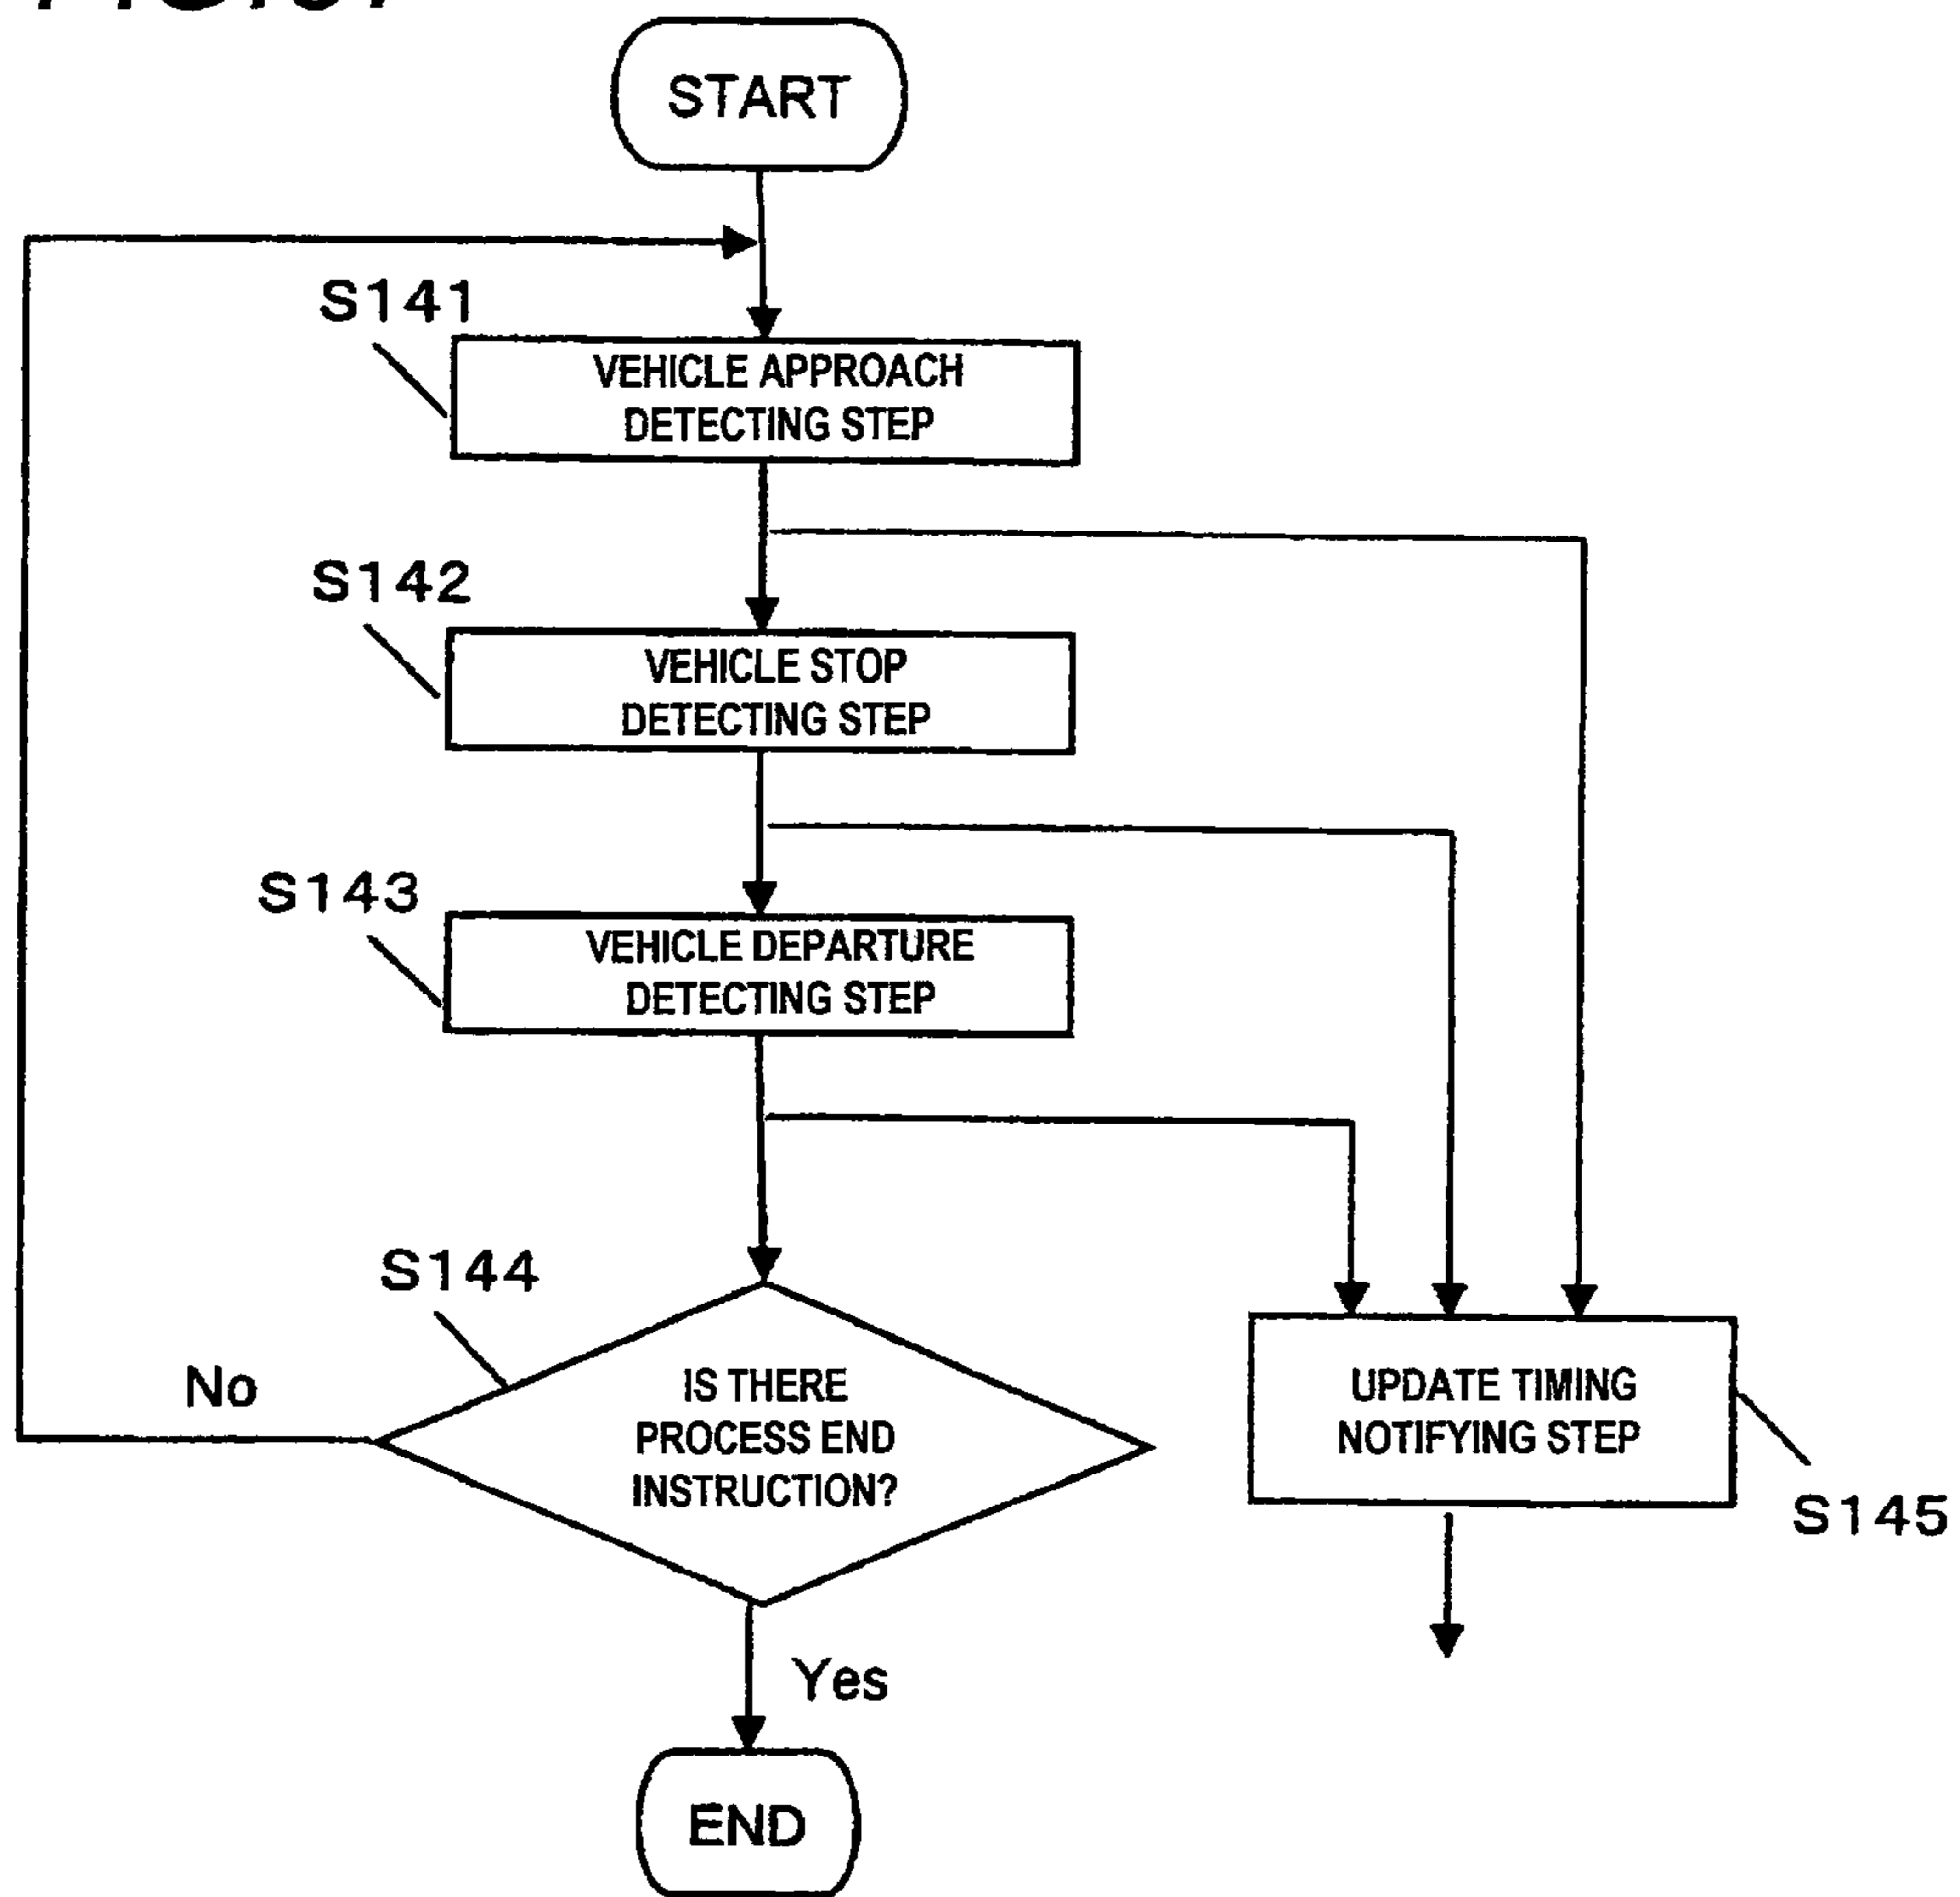 START
S141
VEHICLE APPROACH
DETECTING STEP
S142
VEHICLE STOP
DETECTING STEP
S143
VEHICLE DEPARTURE
DETECTING STEP
S144
IS THERE
PROCESS END
INSTRUCTION?
No
UPDATE TIMING
NOTIFYING STEP
S145
Yes
END